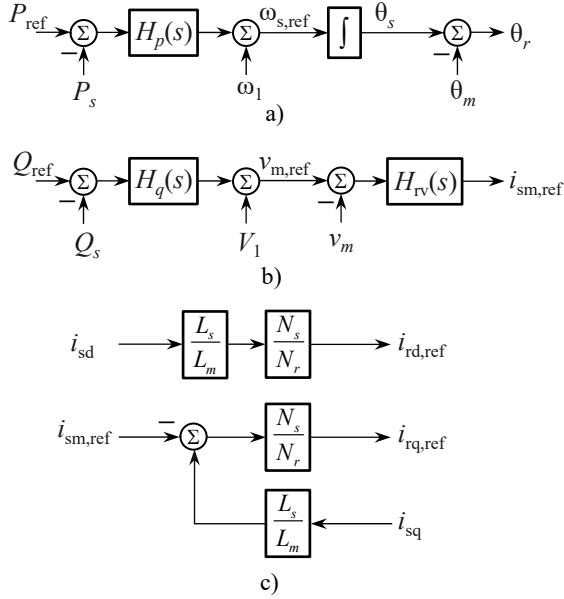 P_ref Σ H_p(s) Σ ω_s,ref ∫ θ_s Σ θ_r
− −
P_s ω_1 θ_m
a)
Q_ref Σ H_q(s) Σ v_m,ref Σ H_rv(s) i_sm,ref
− −
Q_s V_1 v_m
b)
i_sd L_s/L_m N_s/N_r i_rd,ref
i_sm,ref − Σ N_s/N_r i_rq,ref
L_s/L_m i_sq
c)